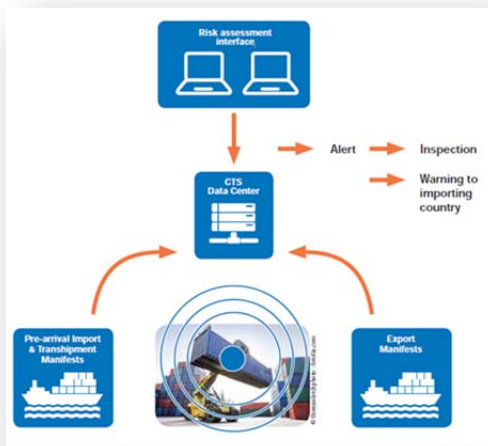 Risk assessment
interface
Alert
Inspection
Warning to
importing
country
CTS
Data Center
Pre-arrival Import
& Transhipment
Manifests
Export
Manifests